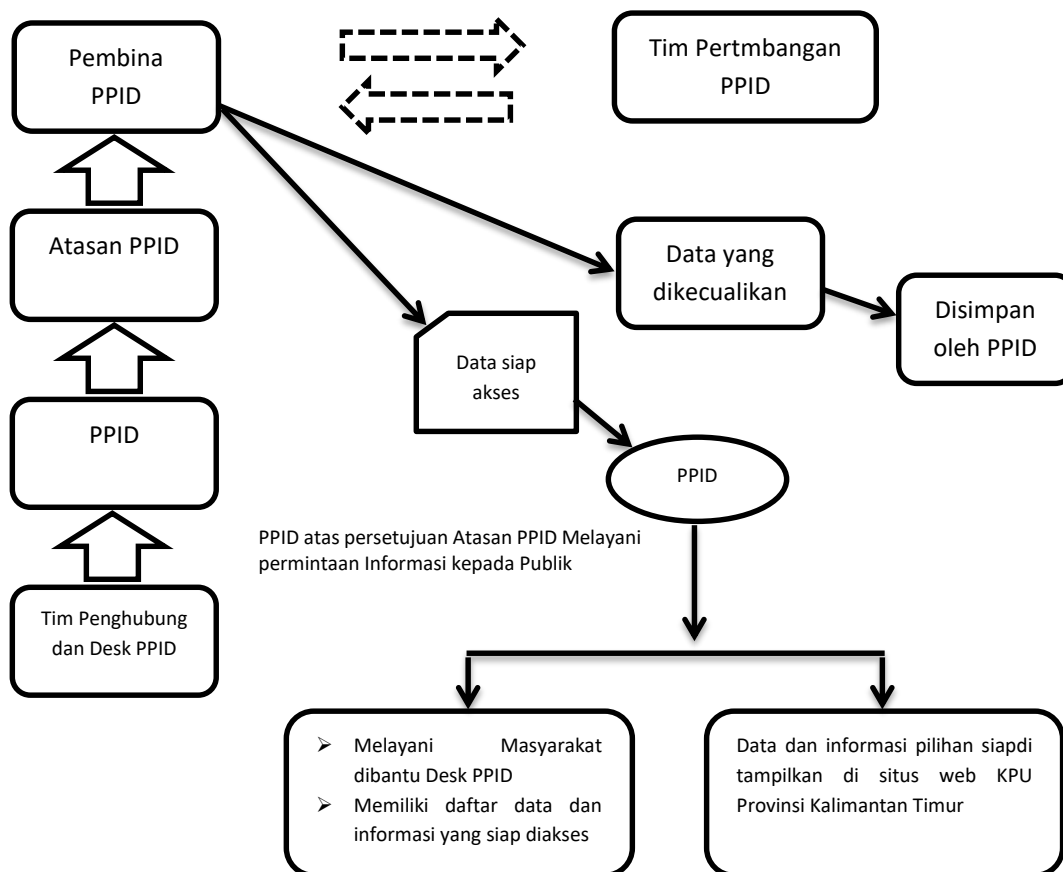 Pembina
PPID
Tim Pertmbangan
PPID
Atasan PPID
Data yang
dikecualikan
Disimpan
oleh PPID
Data siap
akses
PPID
PPID
PPID atas persetujuan Atasan PPID Melayani
permintaan Informasi kepada Publik
Tim Penghubung
dan Desk PPID
➢ Melayani Masyarakat
dibantu Desk PPID
➢ Memiliki daftar data dan
informasi yang siap diakses
Data dan informasi pilihan siapdi
tampilkan di situs web KPU
Provinsi Kalimantan Timur